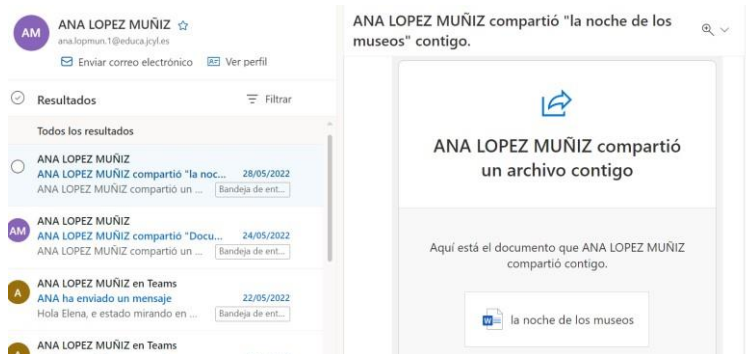 AM
ANA LOPEZ MUÑIZ
ana.lopmun.1@educa.jcyl.es
Enviar correo electrónico Ver perfil
Resultados Filtrar
Todos los resultados
ANA LOPEZ MUÑIZ
ANA LOPEZ MUÑIZ compartió "la noc... 28/05/2022
ANA LOPEZ MUÑIZ compartió un ... Bandeja de ent...
AM
ANA LOPEZ MUÑIZ
ANA LOPEZ MUÑIZ compartió "Docu... 24/05/2022
ANA LOPEZ MUÑIZ compartió un ... Bandeja de ent...
A
ANA LOPEZ MUÑIZ en Teams
ANA ha enviado un mensaje 22/05/2022
Hola Elena, e estado mirando en ... Bandeja de ent...
ANA LOPEZ MUÑIZ en Teams
ANA LOPEZ MUÑIZ compartió "la noche de los
museos" contigo.
ANA LOPEZ MUÑIZ compartió
un archivo contigo
Aquí está el documento que ANA LOPEZ MUÑIZ
compartió contigo.
la noche de los museos